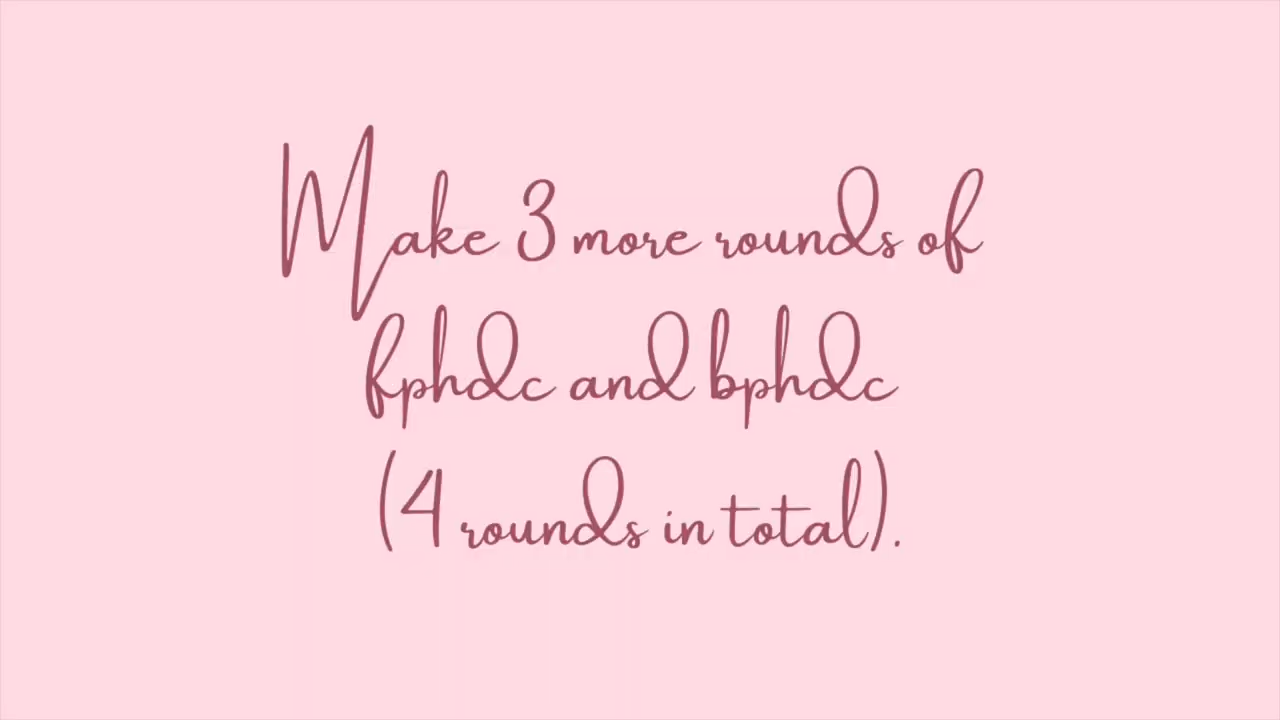 Make 3 more rounds of
fphdc and bphdc
(4 rounds in total).